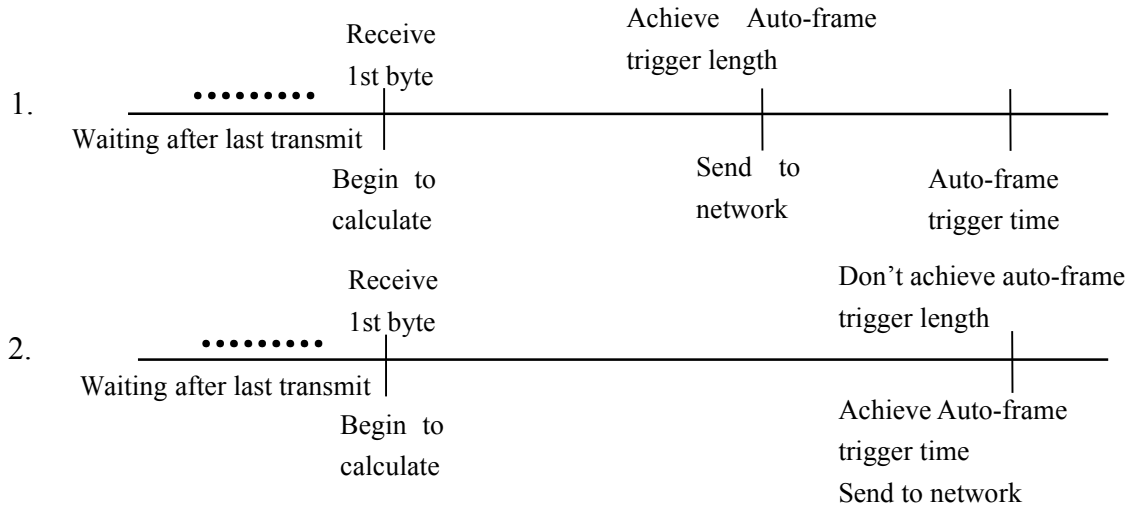 Receive
1st byte
Achieve Auto-frame
trigger length
1.
Waiting after last transmit
Begin to
calculate
Send to
network
Auto-frame
trigger time
Receive
1st byte
Don’t achieve auto-frame
trigger length
2.
Waiting after last transmit
Begin to
calculate
Achieve Auto-frame
trigger time
Send to network